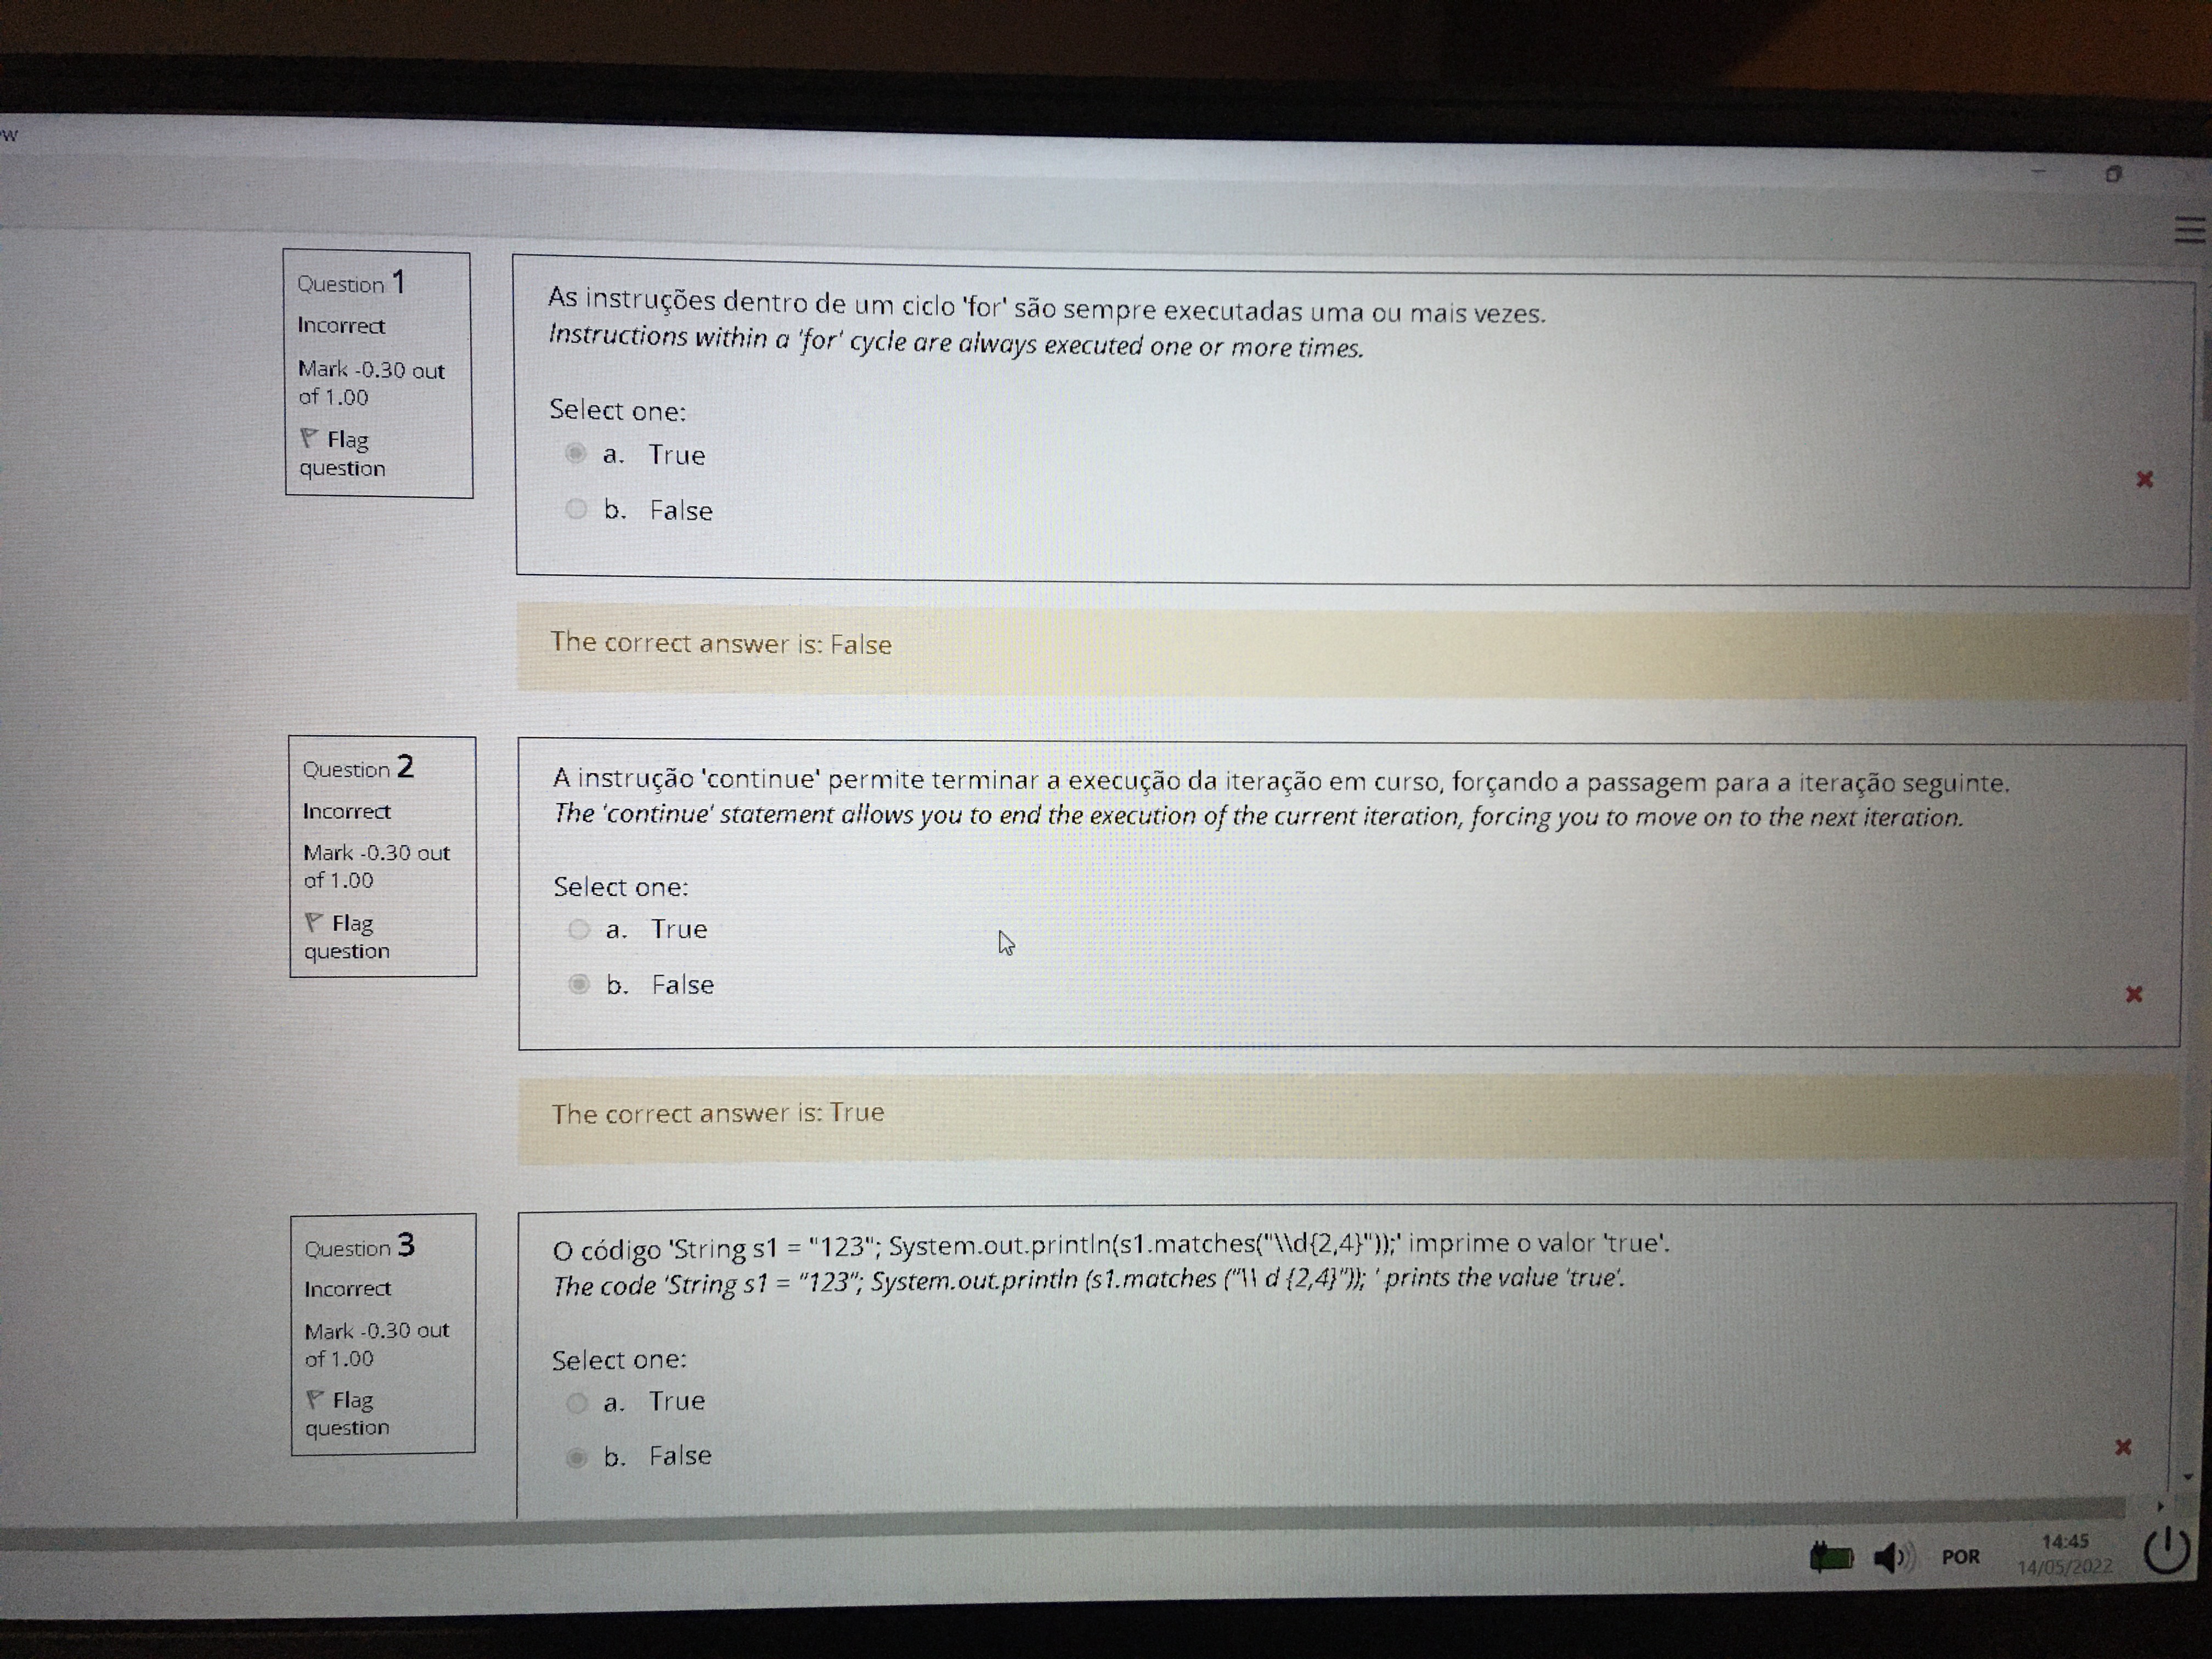 Question 1
Incorrect
Mark -0.30 out
of 1.00
Flag
question
As instruções dentro de um ciclo 'for' são sempre executadas uma ou mais vezes.
Instructions within a 'for' cycle are always executed one or more times.
Select one:
a. True
b. False
The correct answer is: False
Question 2
Incorrect
Mark -0.30 out
of 1.00
Flag
question
A instrução 'continue' permite terminar a execução da iteração em curso, forçando a passagem para a iteração seguinte.
The 'continue' statement allows you to end the execution of the current iteration, forcing you to move on to the next iteration.
Select one:
a. True
b. False
The correct answer is: True
Question 3
Incorrect
Mark -0.30 out
of 1.00
Flag
question
O código 'String s1 = "123"; System.out.println(s1.matches("\\d{2,4}"));' imprime o valor 'true'.
The code 'String s1 = "123"; System.out.println (s1.matches ("\\ d {2,4}")); ' prints the value 'true'.
Select one:
a. True
b. False
POR
14:45
14/05/2022